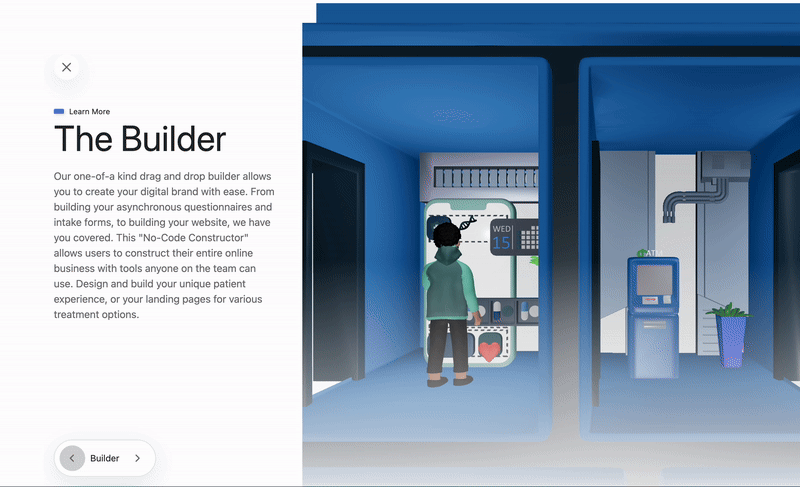 Learn More
The Builder
Our one-of-a kind drag and drop builder allows
you to create your digital brand with ease. From
building your asynchronous questionnaires and
intake forms, to building your website, we have
you covered. This "No-Code Constructor"
allows users to construct their entire online
business with tools anyone on the team can
use. Design and build your unique patient
experience, or your landing pages for various
treatment options.
WED
15
ATM
Builder